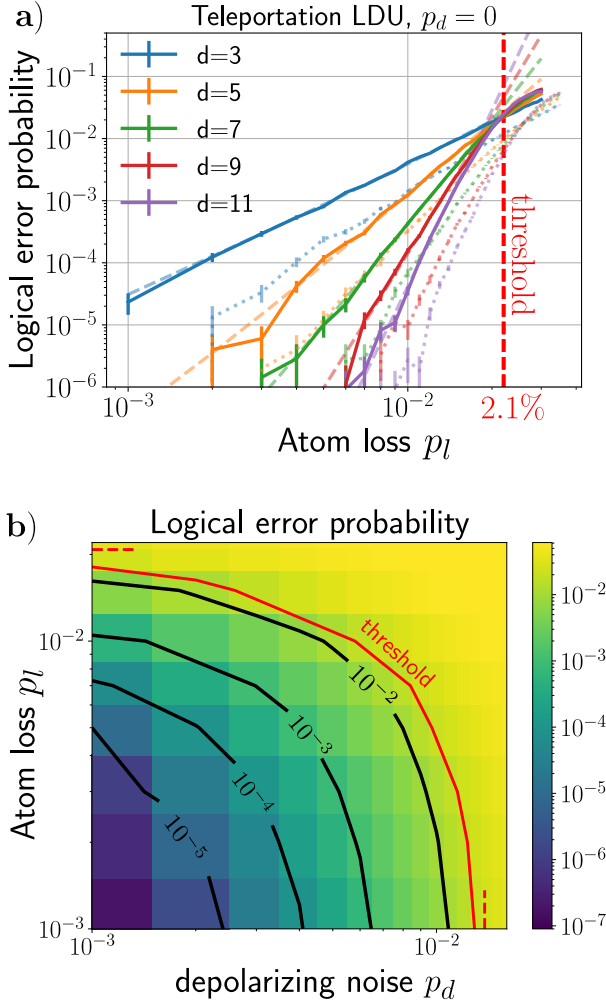 a)
Teleportation LDU, $p_d = 0$
Logical error probability
10⁻¹
10⁻²
10⁻³
10⁻⁴
10⁻⁵
10⁻⁶
d=3
d=5
d=7
d=9
d=11
threshold
10⁻³
10⁻²
2.1%
Atom loss $p_l$
b)
Logical error probability
Atom loss $p_l$
10⁻²
10⁻³
threshold
10⁻²
10⁻³
10⁻⁴
10⁻⁵
10⁻³
10⁻²
depolarizing noise $p_d$
10⁻²
10⁻³
10⁻⁴
10⁻⁵
10⁻⁶
10⁻⁷